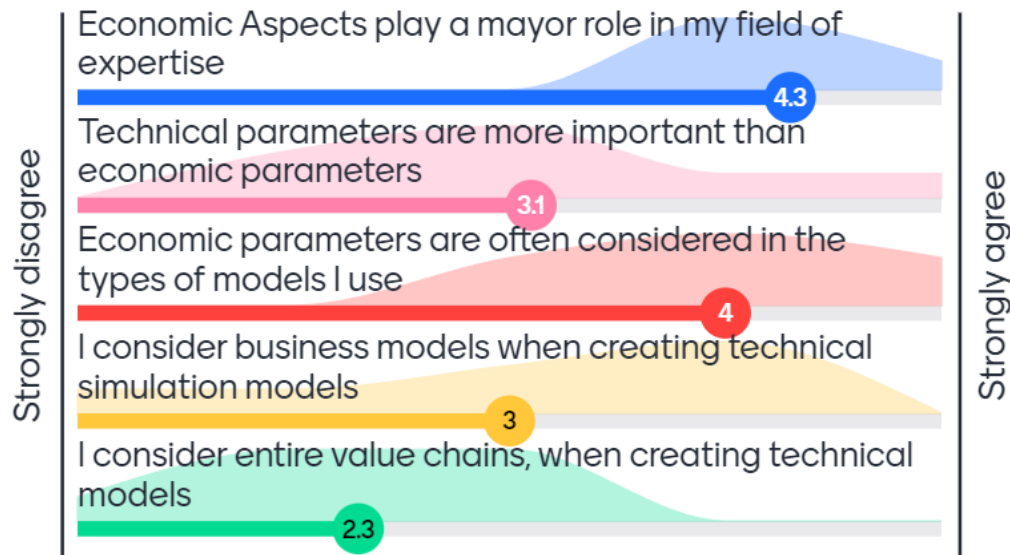 Economic Aspects play a mayor role in my field of
expertise
4.3
Technical parameters are more important than
economic parameters
3.1
Economic parameters are often considered in the
types of models I use
4
I consider business models when creating technical
simulation models
3
I consider entire value chains, when creating technical
models
2.3
Strongly disagree
Strongly agree